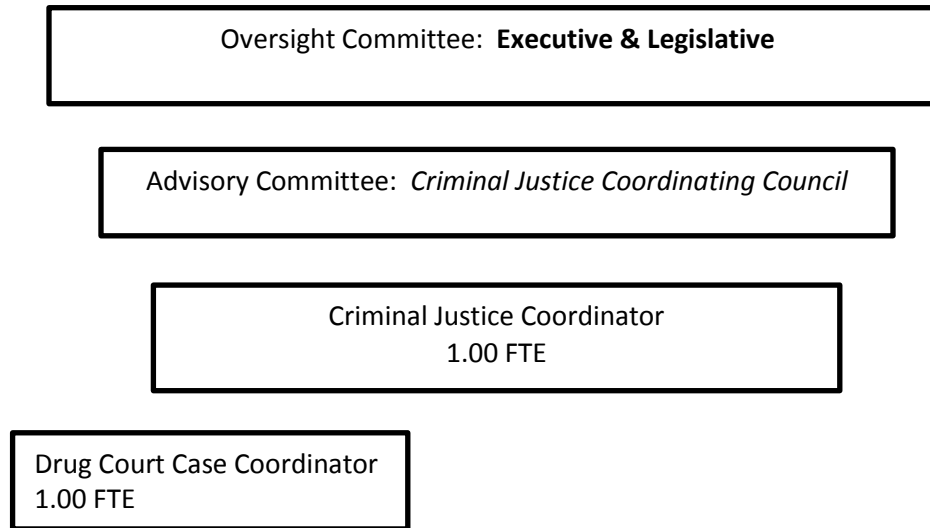 Oversight Committee: Executive & Legislative
Advisory Committee: Criminal Justice Coordinating Council
Criminal Justice Coordinator
1.00 FTE
Drug Court Case Coordinator
1.00 FTE